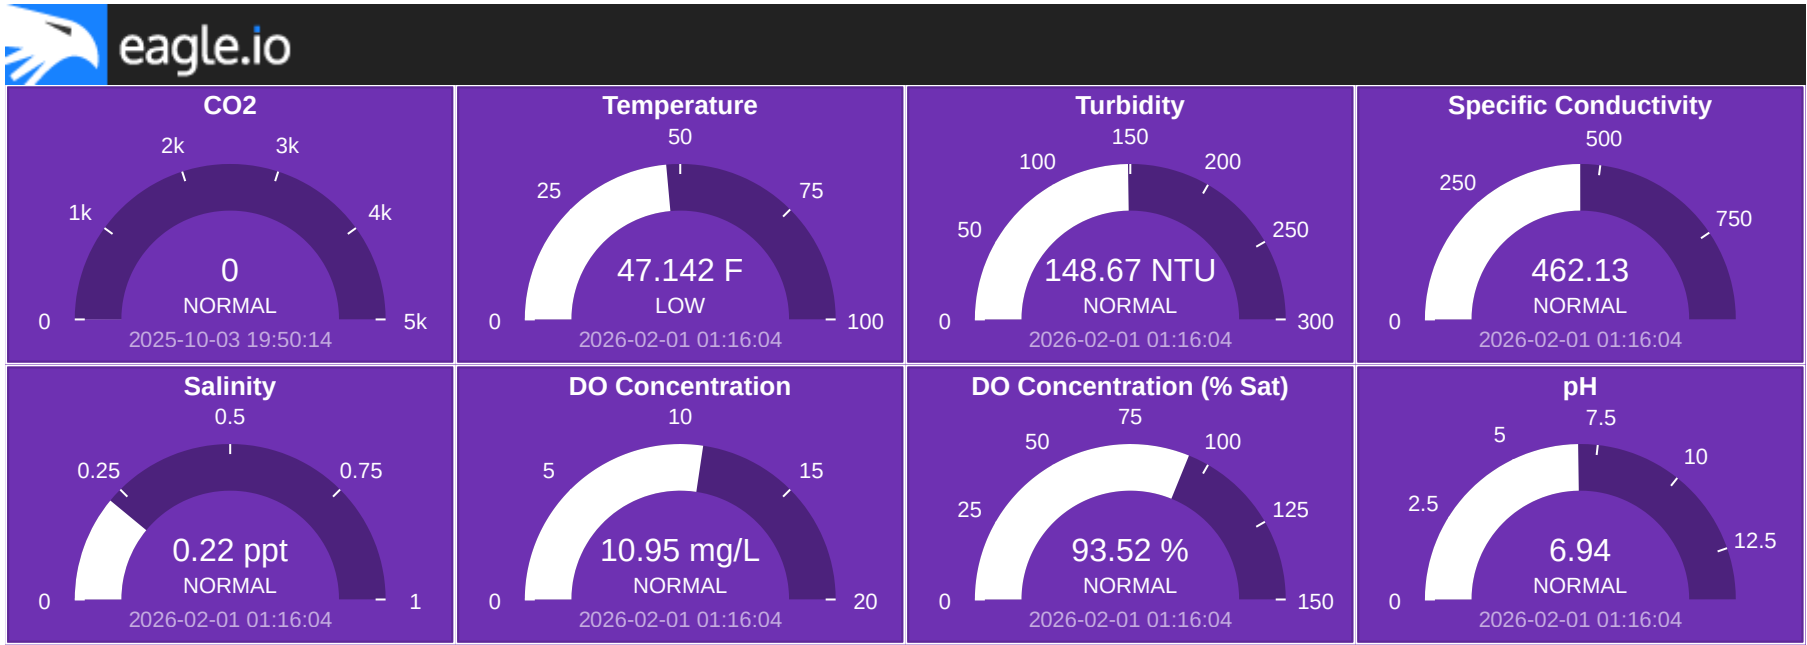 eagle.io
CO2
2k
3k
1k
4k
0
NORMAL
0
5k
2025-10-03 19:50:14
Temperature
50
25
75
47.142 F
LOW
0
100
2026-02-01 01:16:04
Turbidity
150
100
200
50
250
148.67 NTU
NORMAL
0
300
2026-02-01 01:16:04
Specific Conductivity
500
250
750
462.13
NORMAL
0
2026-02-01 01:16:04
Salinity
0.5
0.25
0.75
0.22 ppt
NORMAL
0
1
2026-02-01 01:16:04
DO Concentration
10
5
15
10.95 mg/L
NORMAL
0
20
2026-02-01 01:16:04
DO Concentration (% Sat)
75
50
100
25
125
93.52 %
NORMAL
0
150
2026-02-01 01:16:04
pH
7.5
5
10
2.5
12.5
6.94
NORMAL
0
2026-02-01 01:16:04